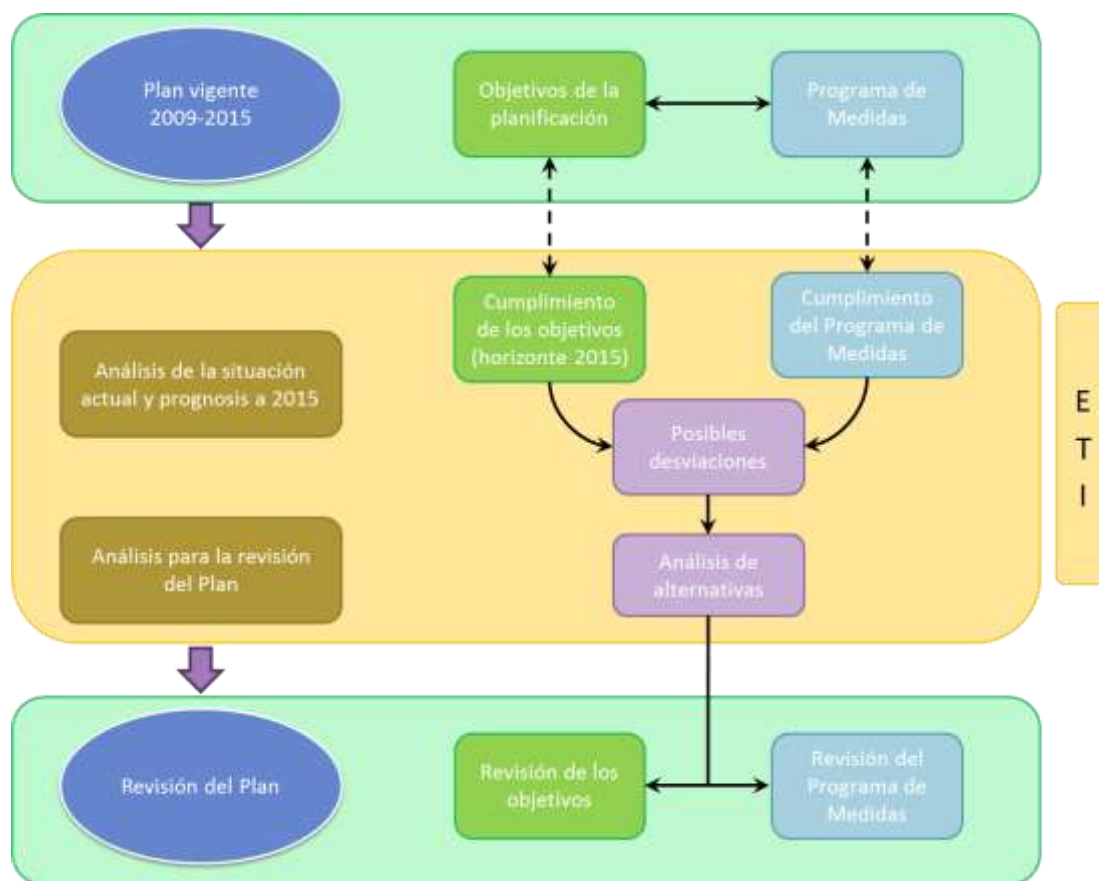 Plan vigente
2009-2015
Objetivos de la
planificación
Programa de
Medidas
Cumplimiento
de los objetivos
(horizonte 2015)
Cumplimiento
del Programa de
Medidas
Análisis de la situación
actual y prognosis a 2015
Posibles
desviaciones
Análisis para la revisión
del Plan
Análisis de
alternativas
E
T
I
Revisión del Plan
Revisión de los
objetivos
Revisión del
Programa de
Medidas